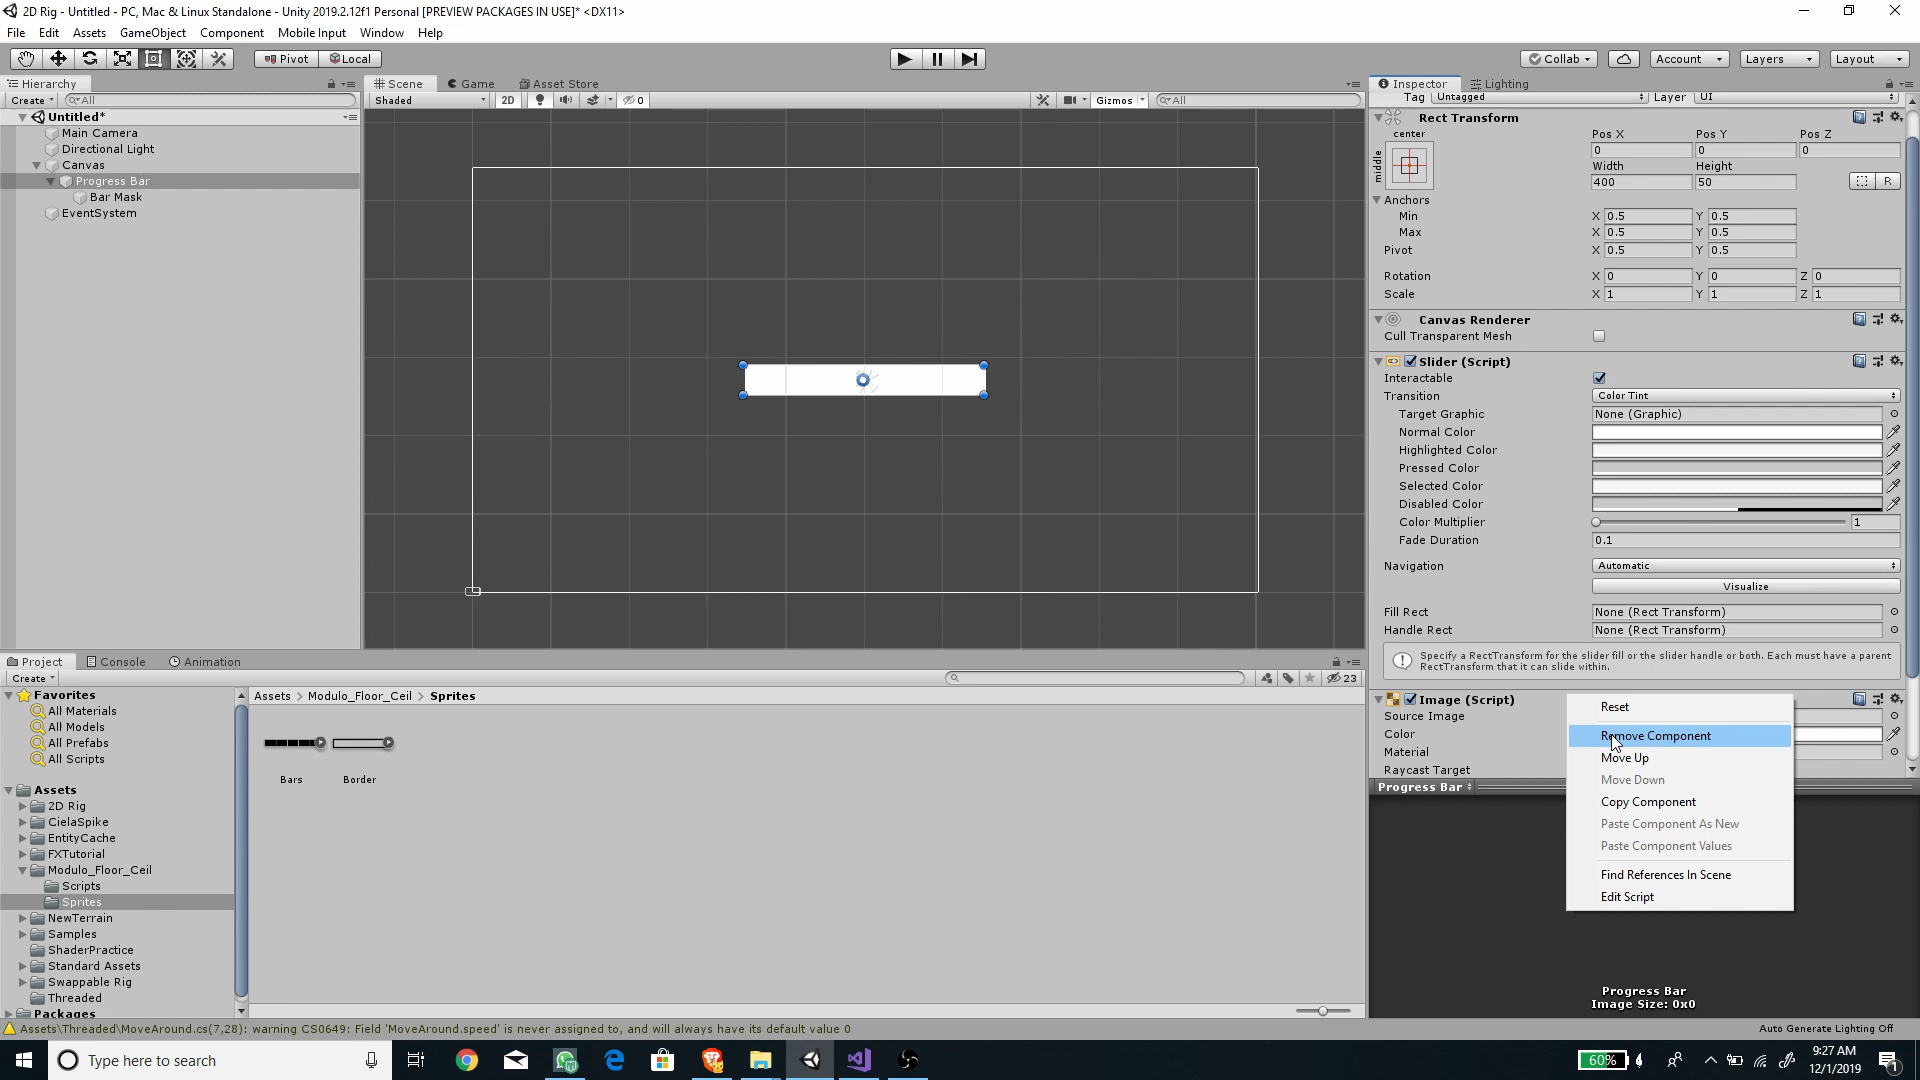 2D Rig - Untitled - PC, Mac & Linux Standalone - Unity 2019.2.12f1 Personal [PREVIEW PACKAGES IN USE]* <DX11>
File Edit Assets GameObject Component Mobile Input Window Help
Pivot Local Collab Account Layers Layout
Hierarchy Scene Game Asset Store Inspector Lighting
Create All Shaded 2D 0 Gizmos All Tag Untagged Layer UI
Untitled*
Main Camera
Directional Light
Canvas
Progress Bar
Bar Mask
EventSystem
Rect Transform
center Pos X Pos Y Pos Z
middle 0 0 0
Width Height
400 50 R
Anchors
Min X 0.5 Y 0.5
Max X 0.5 Y 0.5
Pivot X 0.5 Y 0.5
Rotation X 0 Y 0 Z 0
Scale X 1 Y 1 Z 1
Canvas Renderer
Cull Transparent Mesh
Slider (Script)
Interactable
Transition Color Tint
Target Graphic None (Graphic)
Normal Color
Highlighted Color
Pressed Color
Selected Color
Disabled Color
Color Multiplier 1
Fade Duration 0.1
Navigation Automatic
Visualize
Fill Rect None (Rect Transform)
Handle Rect None (Rect Transform)
Specify a RectTransform for the slider fill or the slider handle or both. Each must have a parent
RectTransform that it can slide within.
Image (Script)
Source Image
Color
Material
Raycast Target
Reset
Remove Component
Move Up
Move Down
Copy Component
Paste Component As New
Paste Component Values
Find References In Scene
Edit Script
Progress Bar
Progress Bar
Image Size: 0x0
Project Console Animation
Create 23
Favorites
All Materials
All Models
All Prefabs
All Scripts
Assets
2D Rig
CielaSpike
EntityCache
FXTutorial
Modulo_Floor_Ceil
Scripts
Sprites
NewTerrain
Samples
ShaderPractice
Standard Assets
Swappable Rig
Threaded
Packages
Assets > Modulo_Floor_Ceil > Sprites
Bars Border
Assets\Threaded\MoveAround.cs(7,28): warning CS0649: Field 'MoveAround.speed' is never assigned to, and will always have its default value 0
Auto Generate Lighting Off
Type here to search
60%
9:27 AM
12/1/2019
1